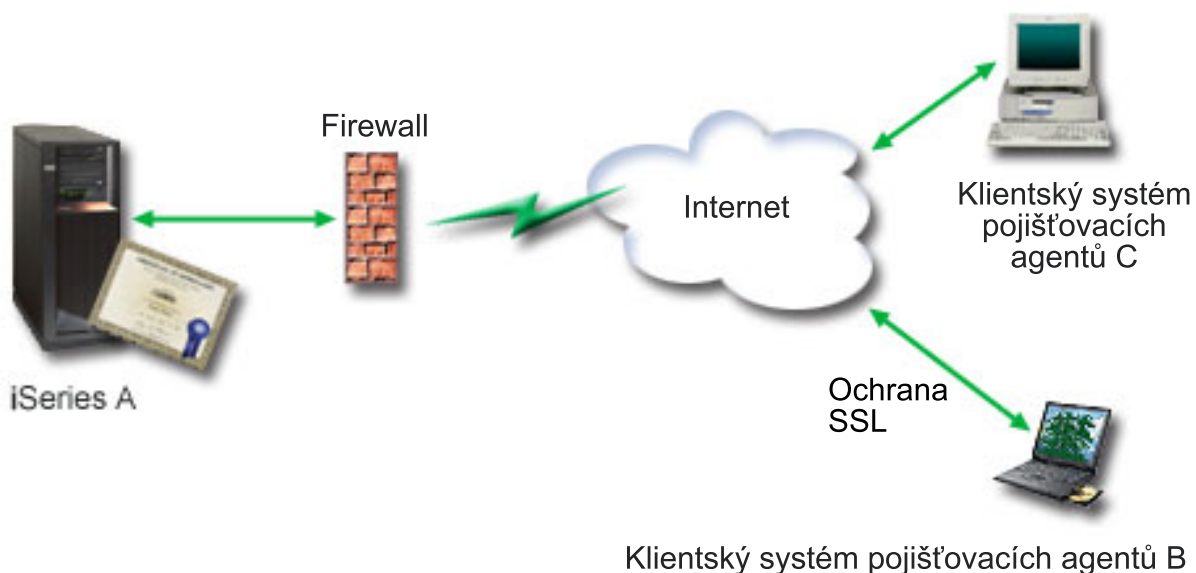 Firewall
Internet
Klientský systém
pojišťovacích
agentů C
iSeries A
Ochrana
SSL
Klientský systém pojišťovacích agentů B